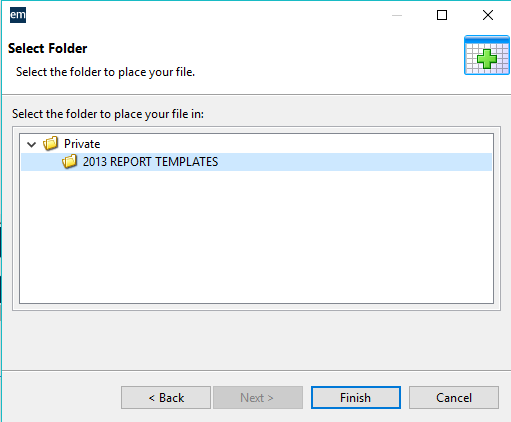 em
Select Folder
Select the folder to place your file.
Select the folder to place your file in:
Private
2013 REPORT TEMPLATES
< Back
Next >
Finish
Cancel